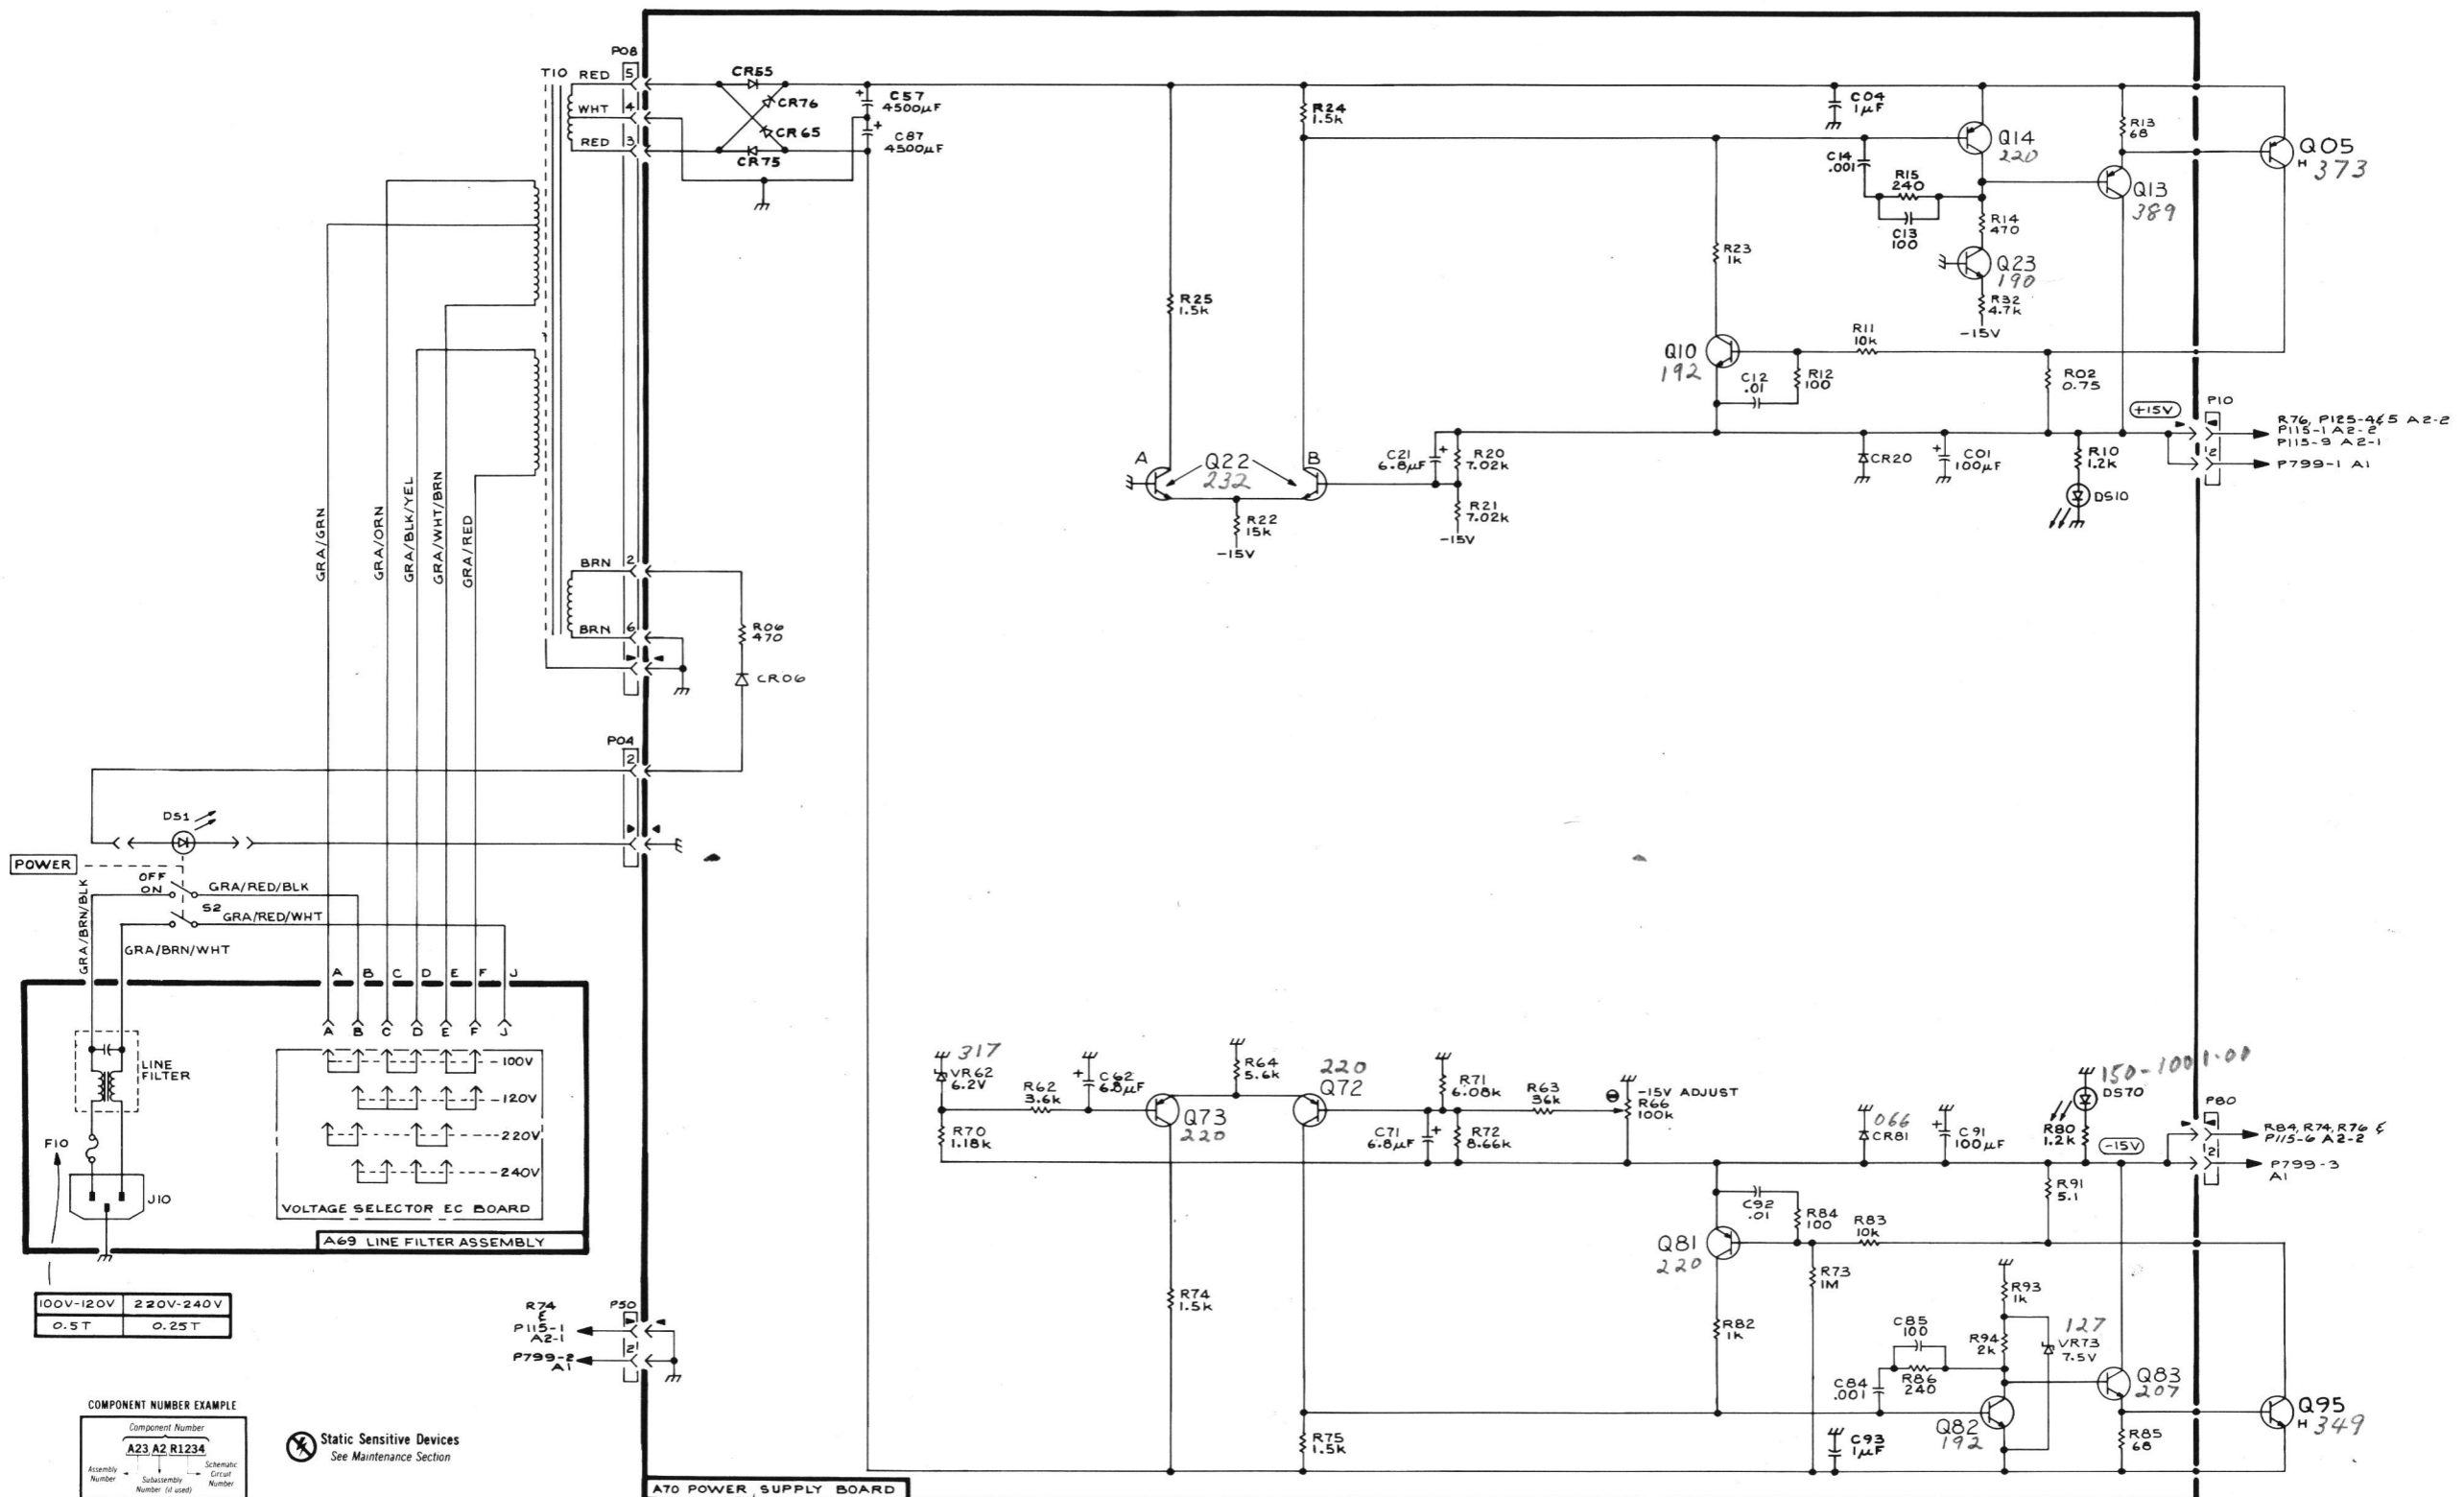 P08
T10 RED 5
WHT 4
RED 3
CR55
CR76
CR65
CR75
C57
4500µF
C87
4500µF
R24
1.5k
C04
1µF
Q14
220
R13
68
Q05
H 373
C14
.001
R15
240
C13
100
Q13
389
R14
470
R23
1k
Q23
190
R32
4.7k
-15V
R25
1.5k
Q10
192
R11
10k
C12
.01
R12
100
R02
0.75
+15V
P10
R76, P125-4&5 A2-2
P115-1 A2-2
P115-9 A2-1
2
P799-1 A1
A
Q22
232
B
C21
6.8µF
R20
7.02k
R21
7.02k
-15V
R22
15k
-15V
CR20
C01
100µF
R10
1.2k
DS10
GRA/GRN
GRA/ORN
GRA/BLK/YEL
GRA/WHT/BRN
GRA/RED
BRN 2
BRN 6
R06
470
CR06
P04
2
DS1
POWER
OFF
ON
GRA/RED/BLK
S2
GRA/RED/WHT
GRA/BRN/BLK
GRA/BRN/WHT
A B C D E F J
A B C D E F J
100V
120V
220V
240V
VOLTAGE SELECTOR EC BOARD
LINE
FILTER
F10
J10
A69 LINE FILTER ASSEMBLY
100V-120V 220V-240V
0.5T 0.25T
317
VR62
6.2V
R62
3.6k
C62
6.8µF
R70
1.18k
R64
5.6k
Q73
220
220
Q72
R71
6.08k
R63
36k
-15V ADJUST
R66
100k
C71
6.8µF
R72
8.66k
066
CR81
C91
100µF
150-1001-00
DS70
R80
1.2k
-15V
P80
R84, R74, R76 &
P115-6 A2-2
2
P799-3
A1
R91
5.1
C92
.01
R84
100
R83
10k
Q81
220
R73
1M
R82
1k
R93
1k
C85
100
R94
2k
127
VR73
7.5V
C84
.001
R86
240
Q83
207
Q82
192
Q95
H 349
C93
1µF
R85
68
R74
1.5k
R75
1.5k
R74
&
P115-1
A2-1
P50
P799-2
A1
2
COMPONENT NUMBER EXAMPLE
Component Number
A23 A2 R1234
Assembly
Number
Subassembly
Number (if used)
Schematic
Circuit
Number
Static Sensitive Devices
See Maintenance Section
A70 POWER SUPPLY BOARD